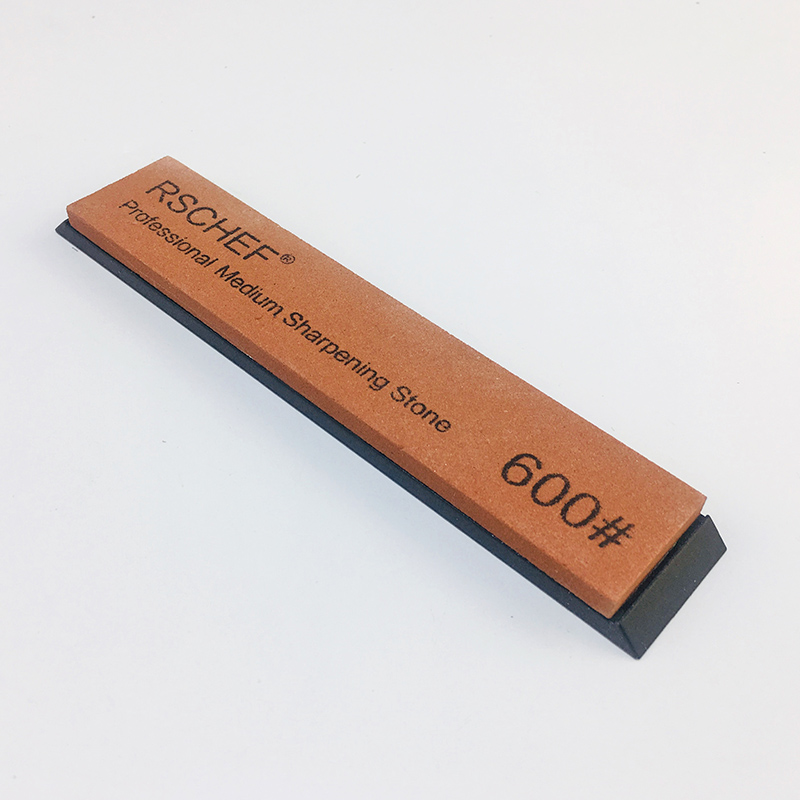 RSCHEF®
Professional Medium Sharpening Stone
600#